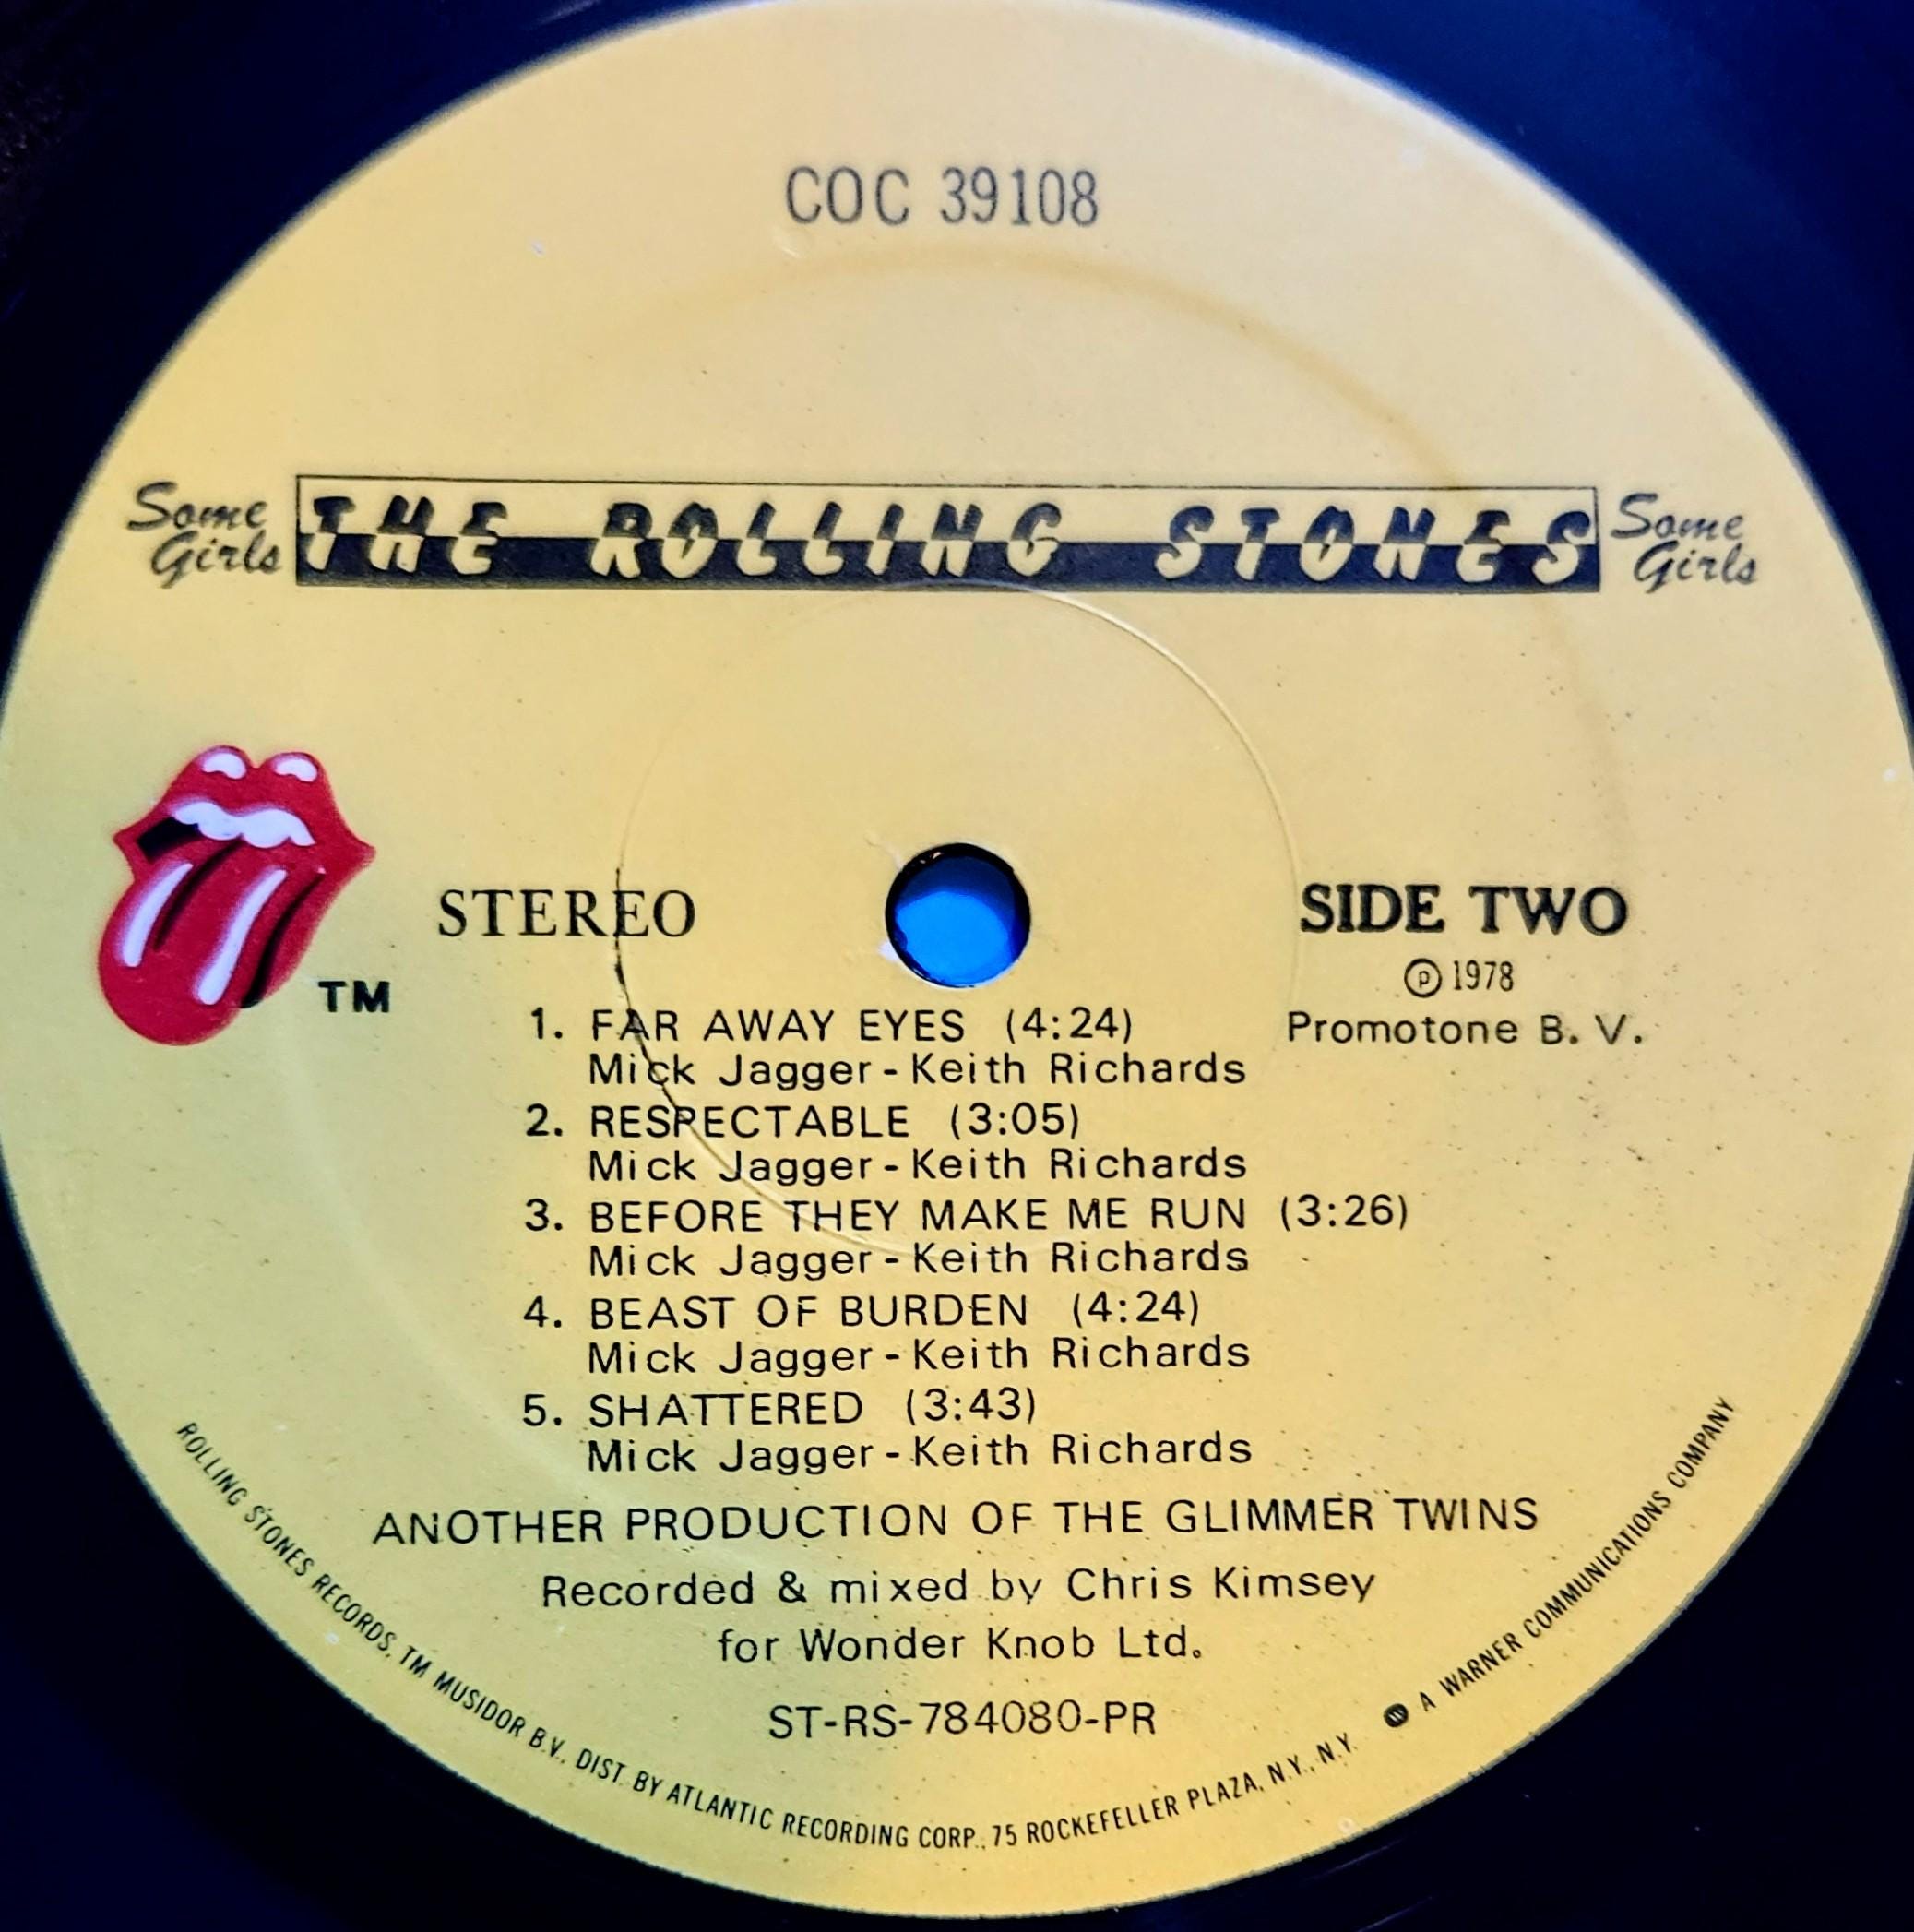 COC 39108
Some Girls
THE ROLLING STONES
Some Girls
TM
STEREO
SIDE TWO
Ⓟ 1978
Promotone B. V.
1. FAR AWAY EYES (4:24)
Mick Jagger - Keith Richards
2. RESPECTABLE (3:05)
Mick Jagger - Keith Richards
3. BEFORE THEY MAKE ME RUN (3:26)
Mick Jagger - Keith Richards
4. BEAST OF BURDEN (4:24)
Mick Jagger - Keith Richards
5. SHATTERED (3:43)
Mick Jagger - Keith Richards
ANOTHER PRODUCTION OF THE GLIMMER TWINS
Recorded & mixed by Chris Kimsey
for Wonder Knob Ltd.
ST-RS-784080-PR
ROLLING STONES RECORDS, TM MUSIDOR B.V., DIST. BY ATLANTIC RECORDING CORP., 75 ROCKEFELLER PLAZA, N.Y., N.Y. A WARNER COMMUNICATIONS COMPANY